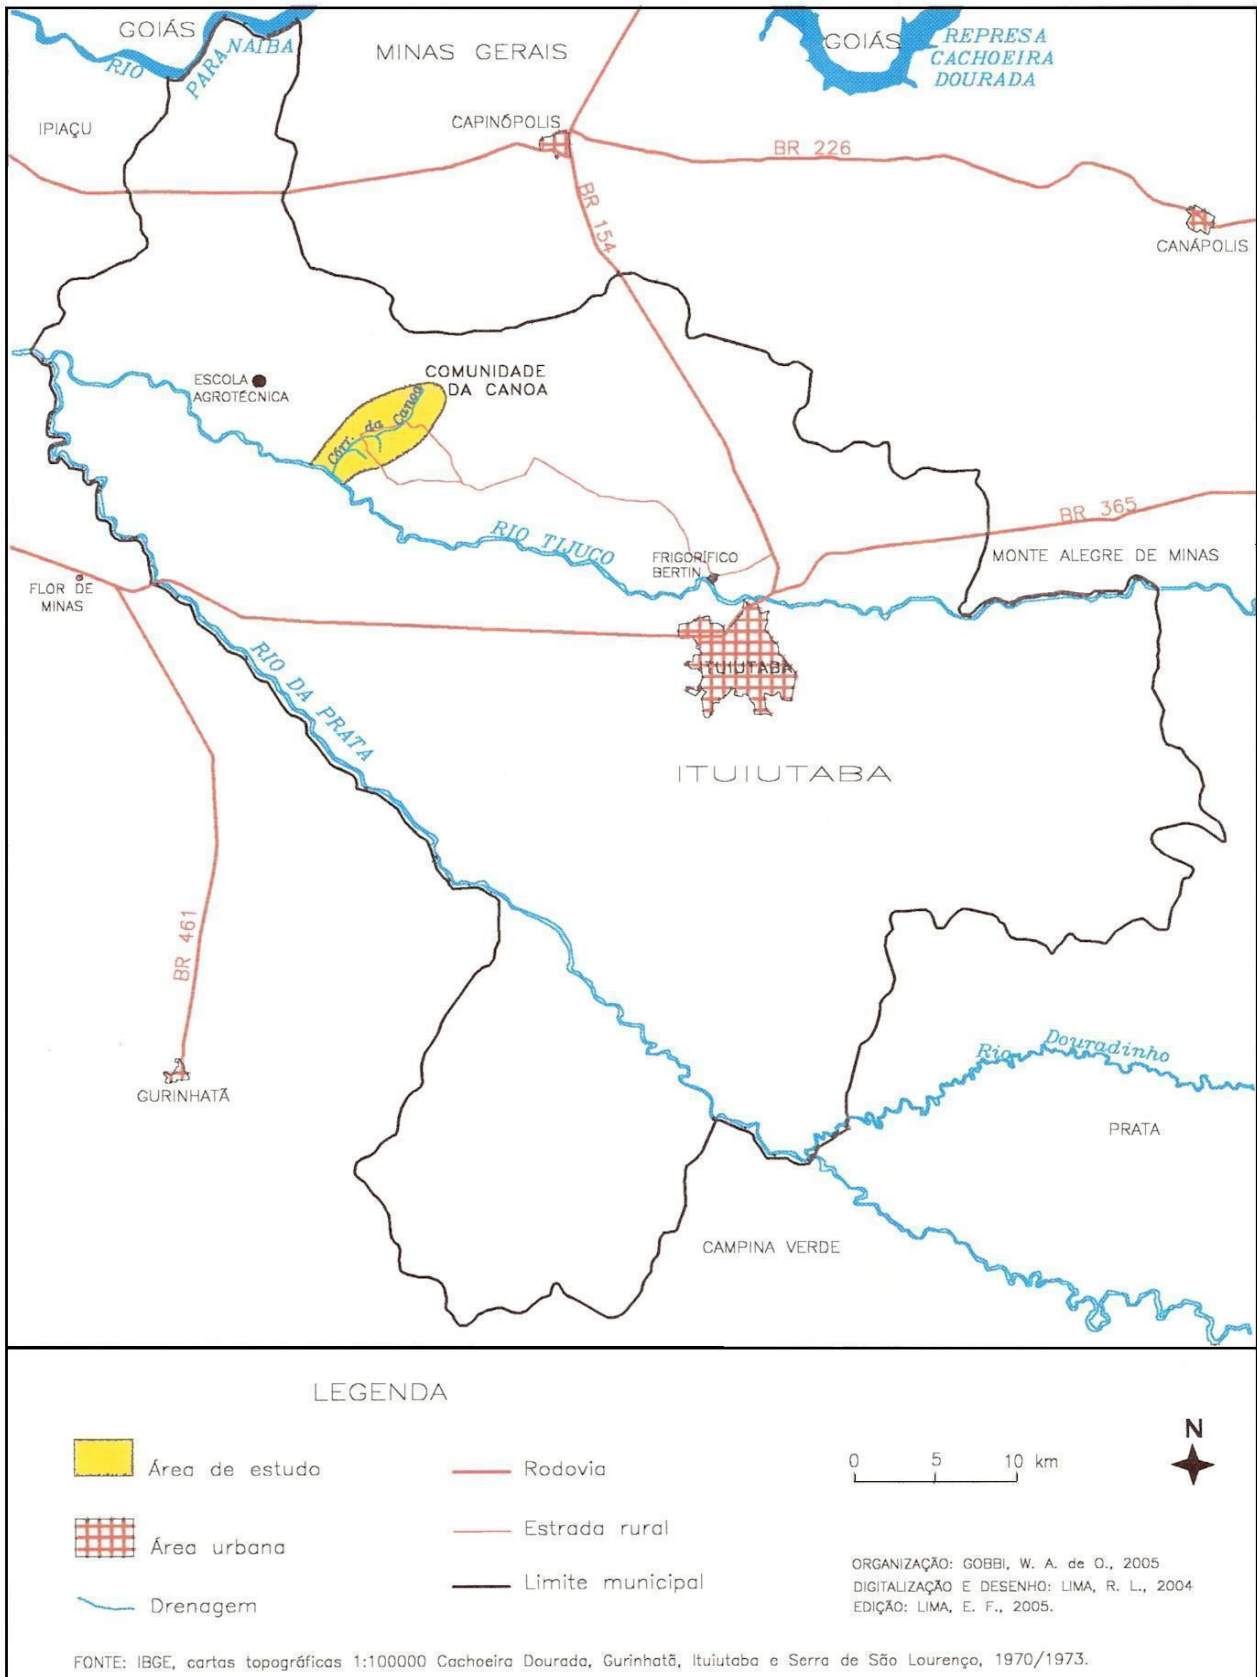 GOIÁS
RIO PARANAÍBA
MINAS GERAIS
GOIÁS
REPRESA
CACHOEIRA
DOURADA
IPIAÇU
CAPINÓPOLIS
BR 226
BR 154
CANÁPOLIS
ESCOLA
AGROTÉCNICA
COMUNIDADE
DA CANOA
Córr. da Canoa
RIO TIJUCO
BR 365
FRIGORÍFICO
BERTIN
MONTE ALEGRE DE MINAS
FLOR DE
MINAS
RIO DA PRATA
ITUIUTABA
ITUIUTABA
BR 461
GURINHATÃ
Rio Douradinho
PRATA
CAMPINA VERDE
LEGENDA
Área de estudo
Área urbana
Drenagem
Rodovia
Estrada rural
Limite municipal
0 5 10 km
N
ORGANIZAÇÃO: GOBBI, W. A. de O., 2005
DIGITALIZAÇÃO E DESENHO: LIMA, R. L., 2004
EDIÇÃO: LIMA, E. F., 2005.
FONTE: IBGE, cartas topográficas 1:100000 Cachoeira Dourada, Gurinhatã, Ituiutaba e Serra de São Lourenço, 1970/1973.